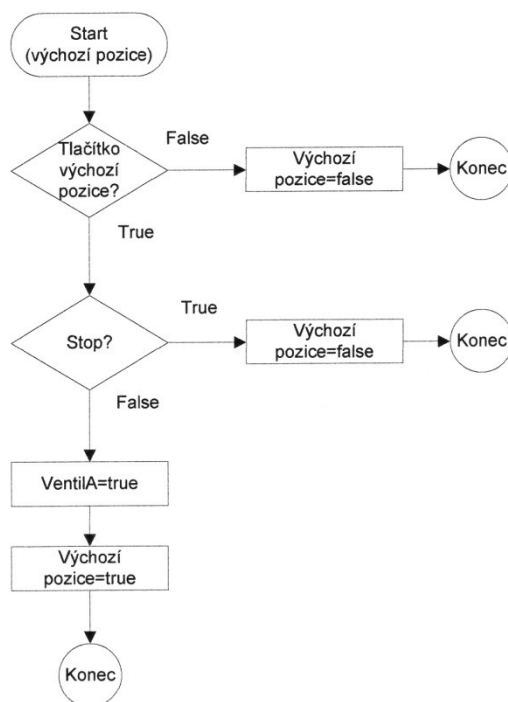 Start
(výchozí pozice)
Tlačítko
výchozí
pozice?
False
Výchozí
pozice=false
Konec
True
Stop?
True
Výchozí
pozice=false
Konec
False
VentilA=true
Výchozí
pozice=true
Konec